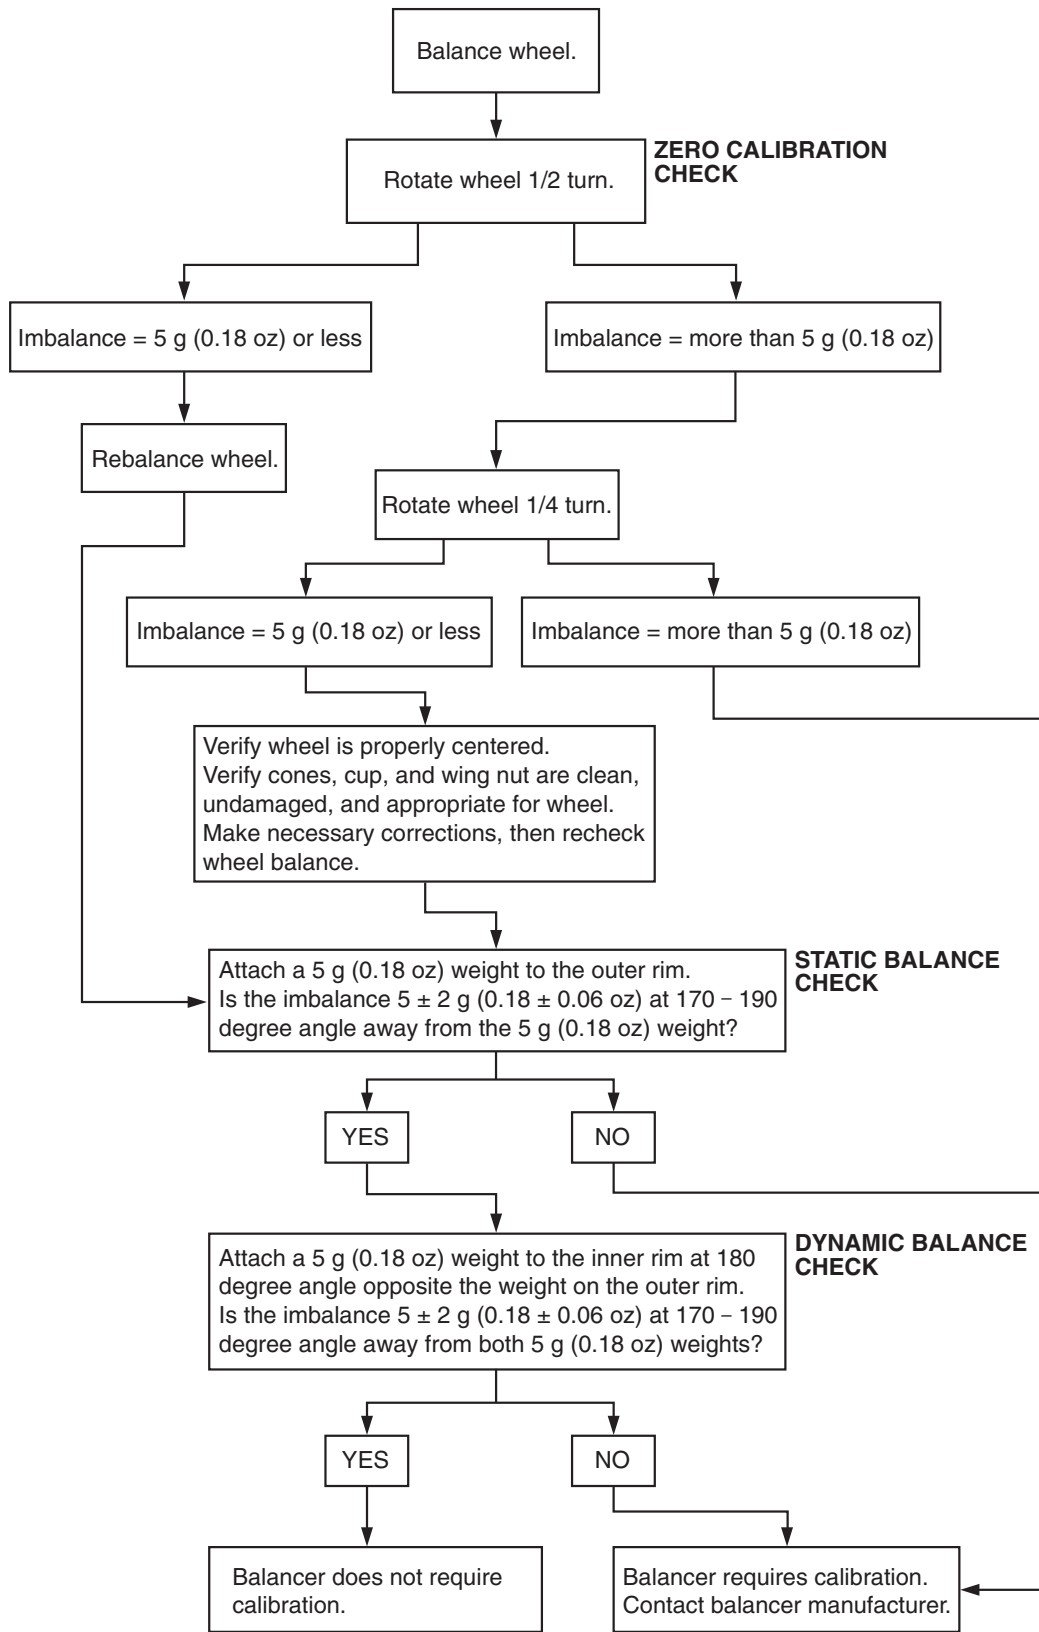 Balance wheel.
ZERO CALIBRATION
CHECK
Rotate wheel 1/2 turn.
Imbalance = 5 g (0.18 oz) or less
Imbalance = more than 5 g (0.18 oz)
Rebalance wheel.
Rotate wheel 1/4 turn.
Imbalance = 5 g (0.18 oz) or less
Imbalance = more than 5 g (0.18 oz)
Verify wheel is properly centered.
Verify cones, cup, and wing nut are clean,
undamaged, and appropriate for wheel.
Make necessary corrections, then recheck
wheel balance.
STATIC BALANCE
CHECK
Attach a 5 g (0.18 oz) weight to the outer rim.
Is the imbalance 5 ± 2 g (0.18 ± 0.06 oz) at 170 – 190
degree angle away from the 5 g (0.18 oz) weight?
YES
NO
DYNAMIC BALANCE
CHECK
Attach a 5 g (0.18 oz) weight to the inner rim at 180
degree angle opposite the weight on the outer rim.
Is the imbalance 5 ± 2 g (0.18 ± 0.06 oz) at 170 – 190
degree angle away from both 5 g (0.18 oz) weights?
YES
NO
Balancer does not require
calibration.
Balancer requires calibration.
Contact balancer manufacturer.